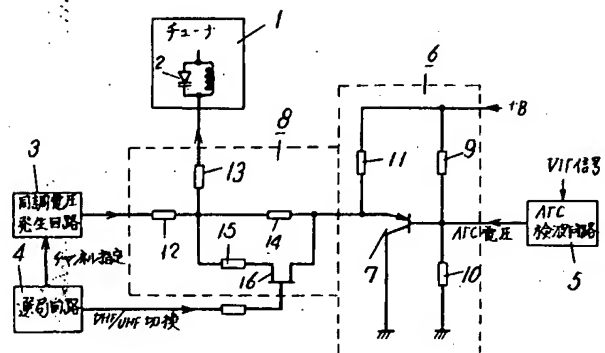 チューナ
1
2
6
8
+B
3
同調電圧
発生回路
13
11
9
VIF信号
AFC
検波回路
AFC電圧
5
12
14
15
16
7
10
チャンネル指定
4
選局回路
VHF/UHF切換